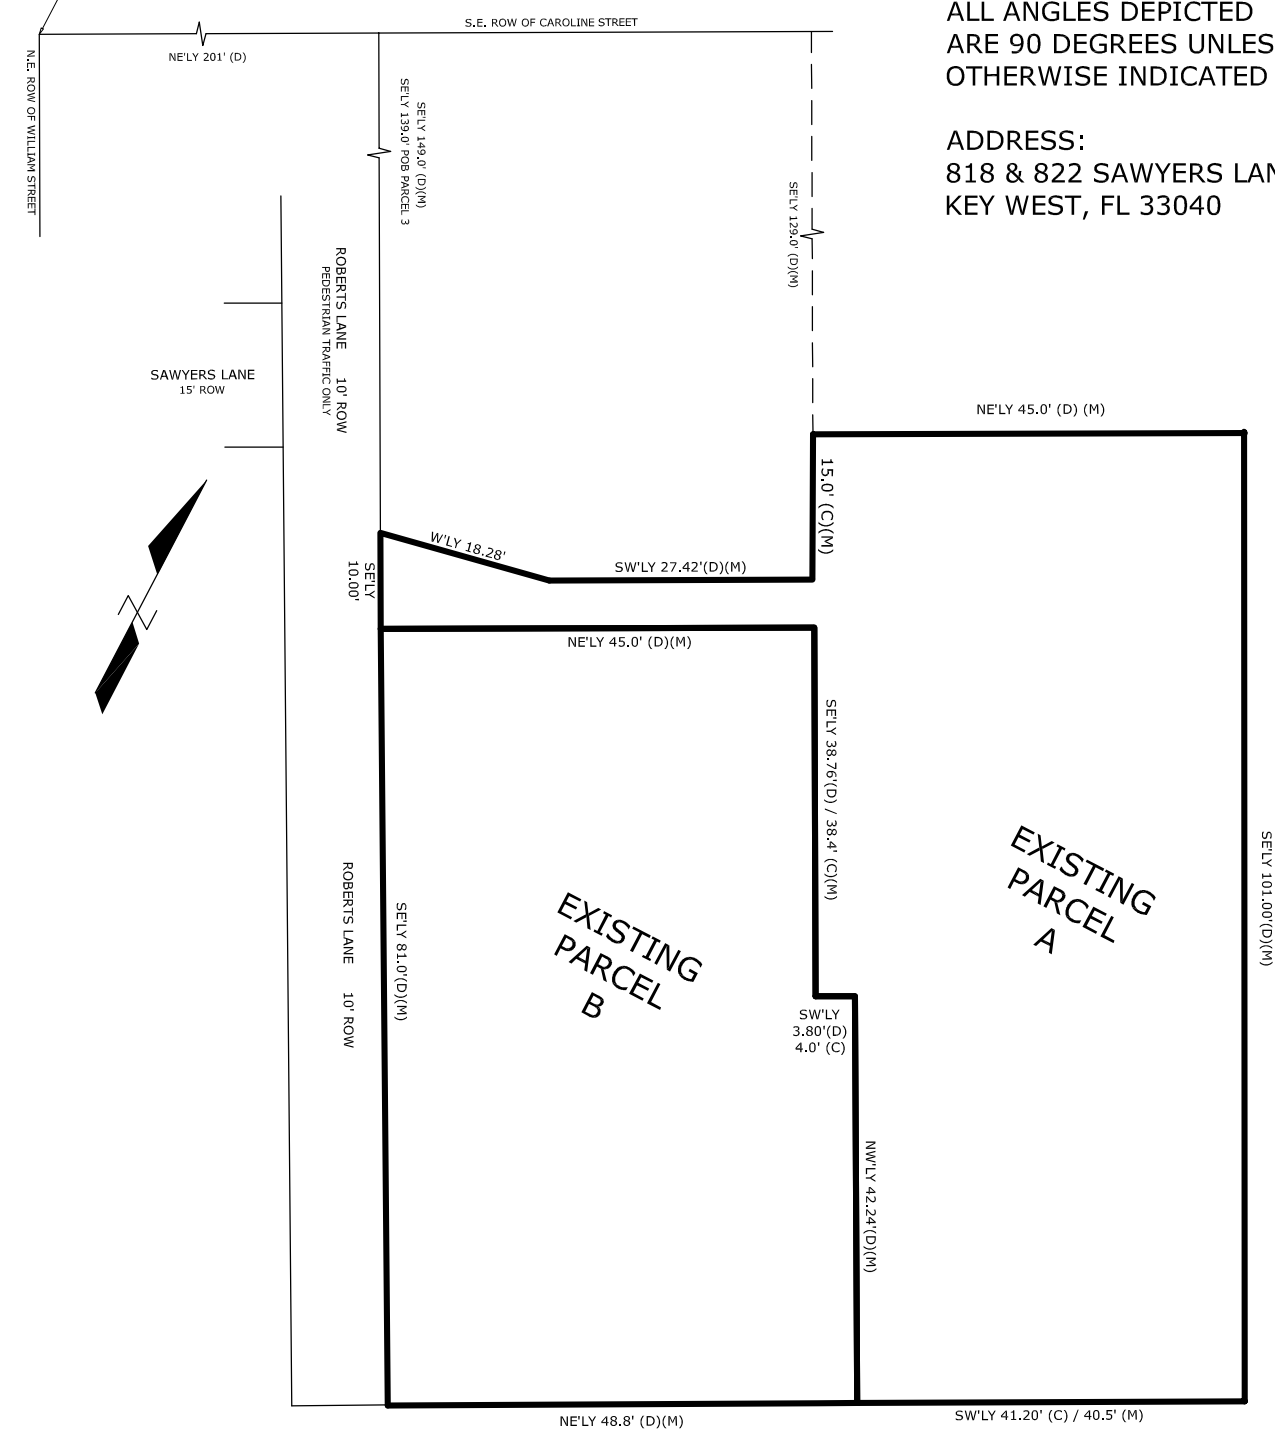 S.E. ROW OF CAROLINE STREET
NE'LY 201' (D)
N.E. ROW OF WILLIAM STREET
SE'LY 149.0' (D)(M)
SE'LY 139.0' POB PARCEL 3
SE'LY 129.0' (D)(M)
ALL ANGLES DEPICTED
ARE 90 DEGREES UNLES
OTHERWISE INDICATED
ADDRESS:
818 & 822 SAWYERS LAN
KEY WEST, FL 33040
ROBERTS LANE 10' ROW
PEDESTRIAN TRAFFIC ONLY
SAWYERS LANE
15' ROW
NE'LY 45.0' (D) (M)
15.0' (C)(M)
W'LY 18.28'
SW'LY 27.42'(D)(M)
SE'LY
10.00'
NE'LY 45.0' (D)(M)
SE'LY 38.76'(D) / 38.4' (C)(M)
EXISTING
PARCEL
A
SE'LY 101.00'(D)(M)
EXISTING
PARCEL
B
SE'LY 81.0'(D)(M)
ROBERTS LANE 10' ROW
SW'LY
3.80'(D)
4.0' (C)
NW'LY 42.24'(D)(M)
NE'LY 48.8' (D)(M)
SW'LY 41.20' (C) / 40.5' (M)